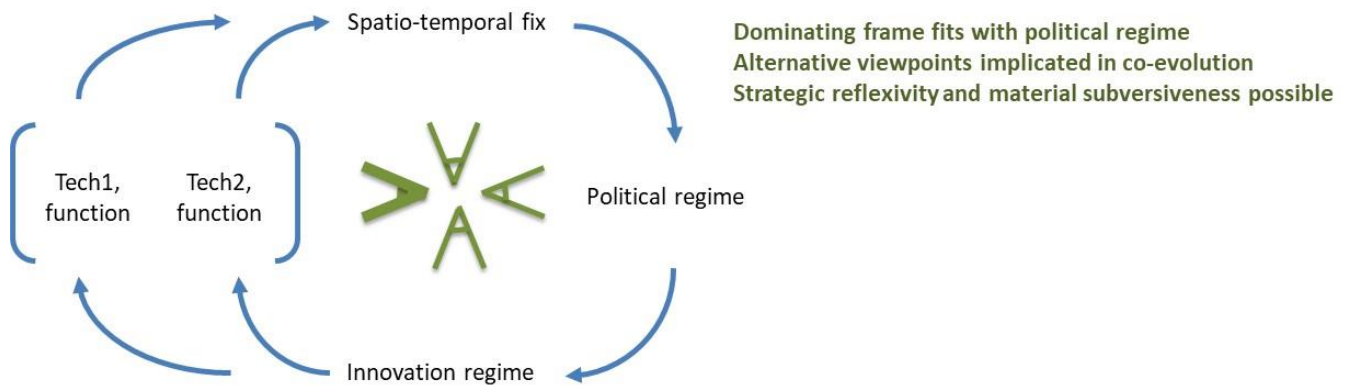 Spatio-temporal fix
Dominating frame fits with political regime
Alternative viewpoints implicated in co-evolution
Strategic reflexivity and material subversiveness possible
Tech1,
function
Tech2,
function
Political regime
Innovation regime